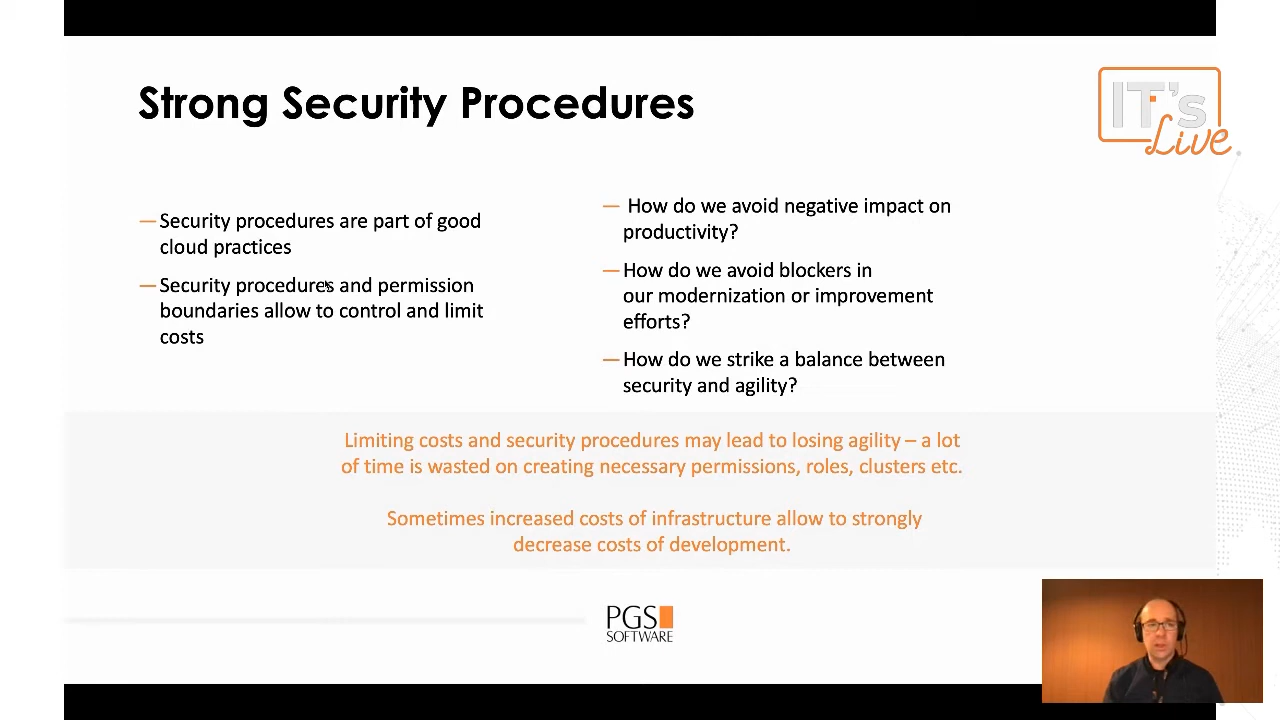 Strong Security Procedures
IT's
Live
— Security procedures are part of good
cloud practices
— Security procedures and permission
boundaries allow to control and limit
costs
— How do we avoid negative impact on
productivity?
— How do we avoid blockers in
our modernization or improvement
efforts?
— How do we strike a balance between
security and agility?
Limiting costs and security procedures may lead to losing agility – a lot
of time is wasted on creating necessary permissions, roles, clusters etc.
Sometimes increased costs of infrastructure allow to strongly
decrease costs of development.
PGS
SOFTWARE